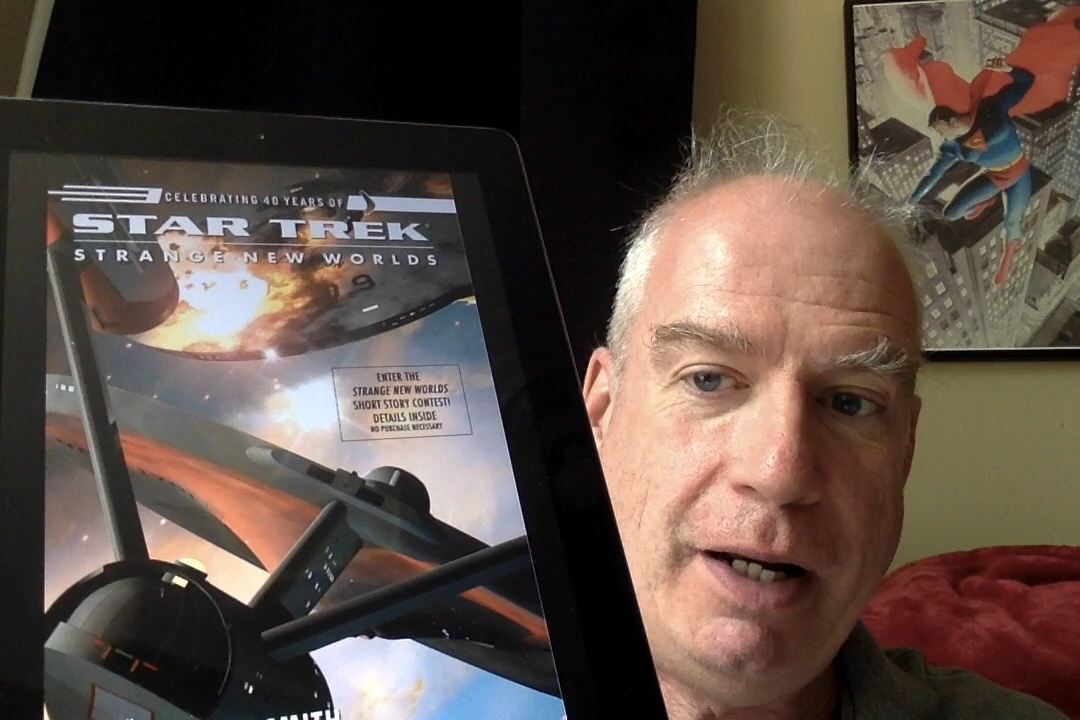 CELEBRATING 40 YEARS OF
STAR TREK
STRANGE NEW WORLDS
9
ENTER THE
STRANGE NEW WORLDS
SHORT STORY CONTEST!
DETAILS INSIDE
NO PURCHASE NECESSARY
SMITH